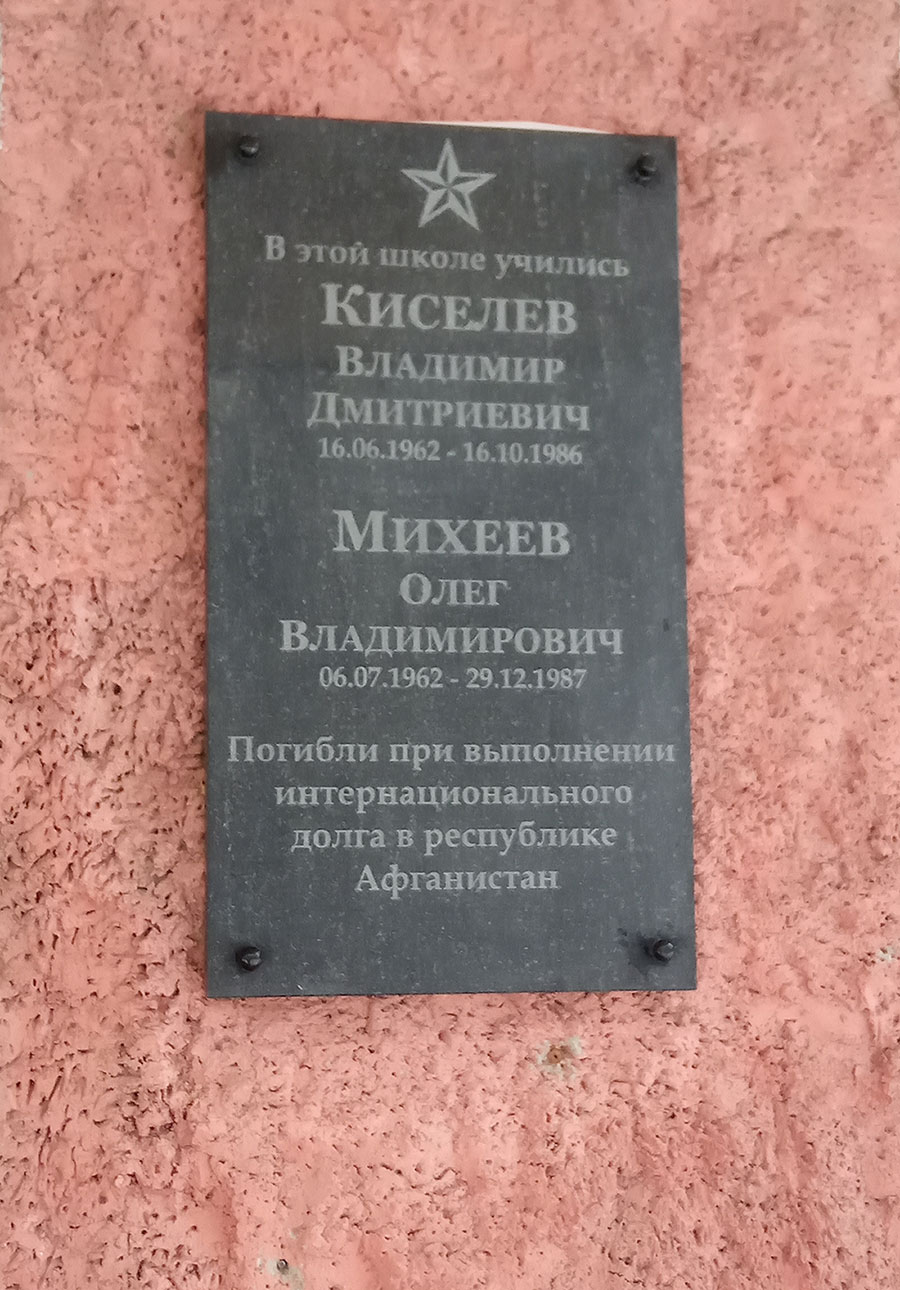 В этой школе учились
Киселев
Владимир
Дмитриевич
16.06.1962 - 16.10.1986
Михеев
Олег
Владимирович
06.07.1962 - 29.12.1987
Погибли при выполнении
интернационального
долга в республике
Афганистан